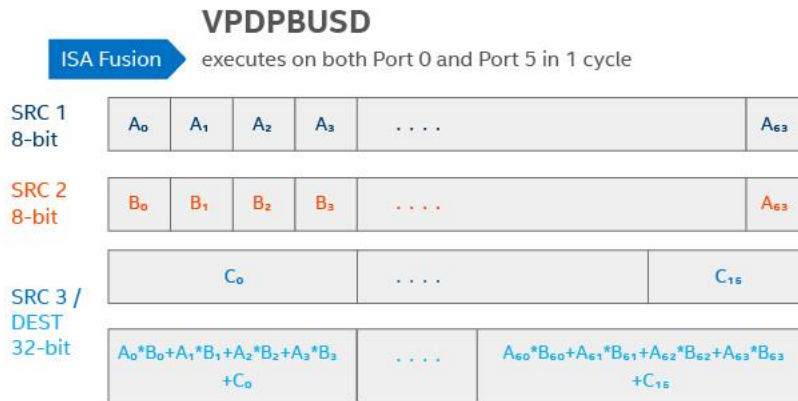 VPDPBUSD
ISA Fusion executes on both Port 0 and Port 5 in 1 cycle
SRC 1
8-bit
A₀ A₁ A₂ A₃ . . . . A₆₃
SRC 2
8-bit
B₀ B₁ B₂ B₃ . . . . A₆₃
SRC 3 /
DEST
32-bit
C₀ . . . . C₁₅
A₀*B₀+A₁*B₁+A₂*B₂+A₃*B₃
+C₀
. . . .
A₆₀*B₆₀+A₆₁*B₆₁+A₆₂*B₆₂+A₆₃*B₆₃
+C₁₅